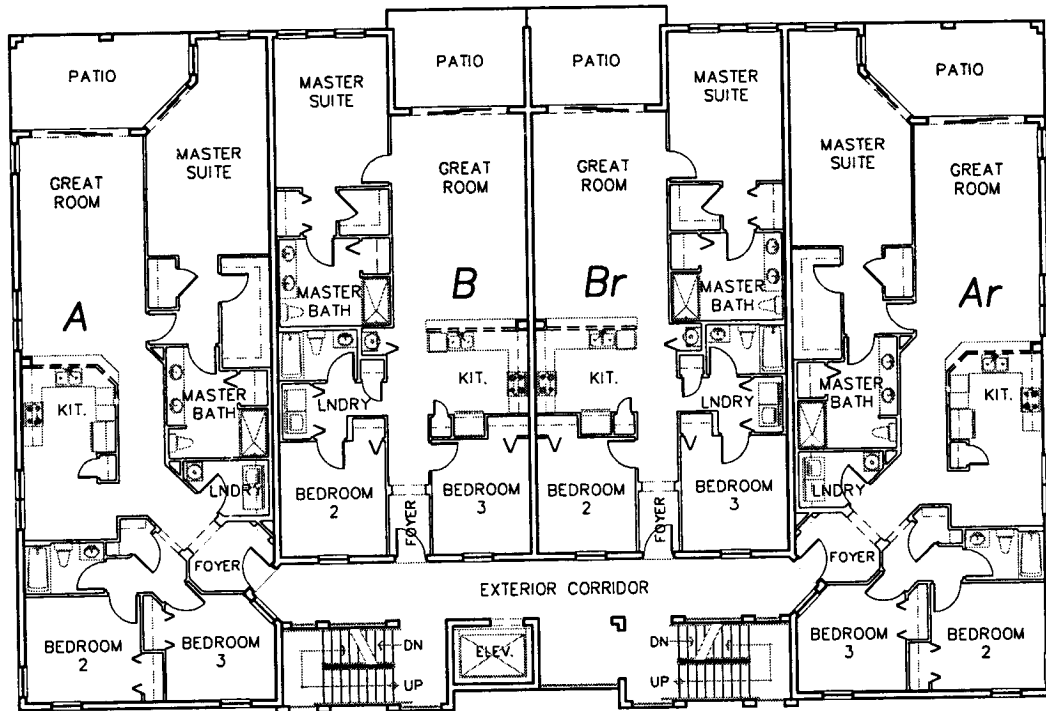 PATIO
PATIO
PATIO
PATIO
MASTER
SUITE
MASTER
SUITE
MASTER
SUITE
MASTER
SUITE
GREAT
ROOM
GREAT
ROOM
GREAT
ROOM
GREAT
ROOM
A
B
Br
Ar
MASTER
BATH
MASTER
BATH
MASTER
BATH
MASTER
BATH
KIT.
KIT.
KIT.
KIT.
LNDRY
LNDRY
LNDRY
LNDRY
BEDROOM
2
BEDROOM
3
BEDROOM
2
BEDROOM
3
FOYER
FOYER
FOYER
FOYER
EXTERIOR CORRIDOR
BEDROOM
2
BEDROOM
3
DN
UP
ELEV.
DN
UP
BEDROOM
3
BEDROOM
2